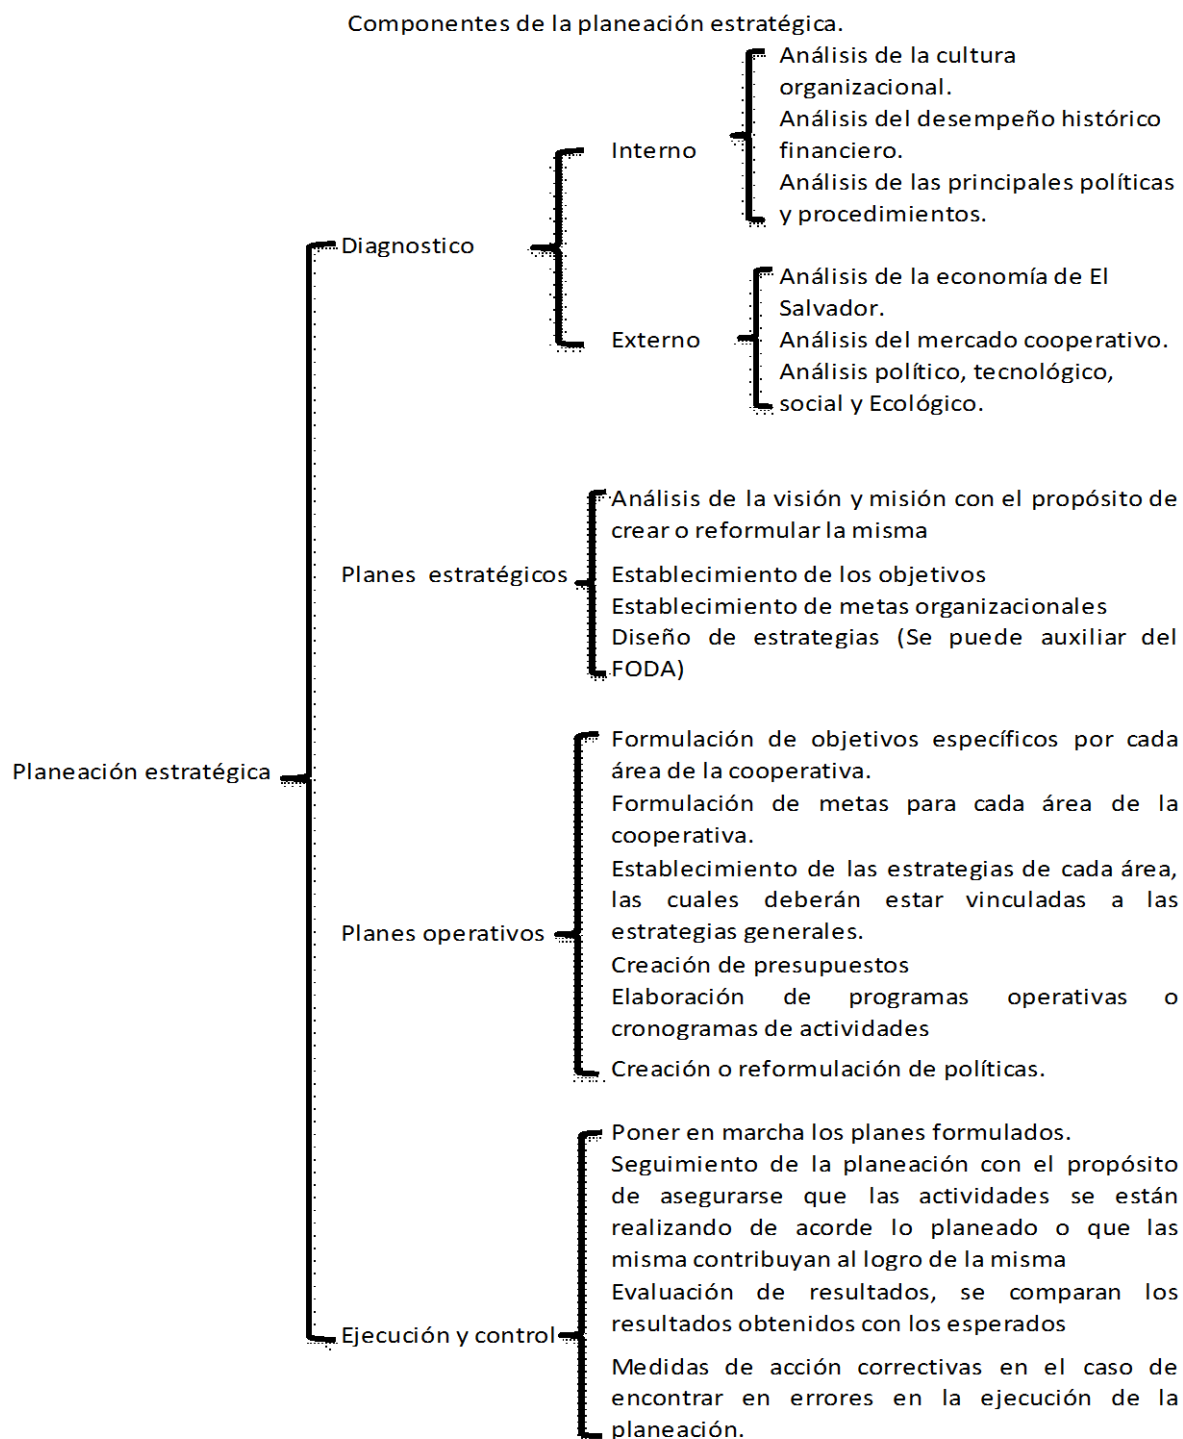 Componentes de la planeación estratégica.
Análisis de la cultura
organizacional.
Análisis del desempeño histórico
financiero.
Análisis de las principales políticas
y procedimientos.
Interno
Diagnostico
Análisis de la economía de El
Salvador.
Análisis del mercado cooperativo.
Análisis político, tecnológico,
social y Ecológico.
Externo
Análisis de la visión y misión con el propósito de
crear o reformular la misma
Planes estratégicos
Establecimiento de los objetivos
Establecimiento de metas organizacionales
Diseño de estrategias (Se puede auxiliar del
FODA)
Planeación estratégica
Formulación de objetivos específicos por cada
área de la cooperativa.
Formulación de metas para cada área de la
cooperativa.
Establecimiento de las estrategias de cada área,
las cuales deberán estar vinculadas a las
estrategias generales.
Planes operativos
Creación de presupuestos
Elaboración de programas operativas o
cronogramas de actividades
Creación o reformulación de políticas.
Poner en marcha los planes formulados.
Seguimiento de la planeación con el propósito
de asegurarse que las actividades se están
realizando de acorde lo planeado o que las
misma contribuyan al logro de la misma
Evaluación de resultados, se comparan los
resultados obtenidos con los esperados
Ejecución y control
Medidas de acción correctivas en el caso de
encontrar en errores en la ejecución de la
planeación.